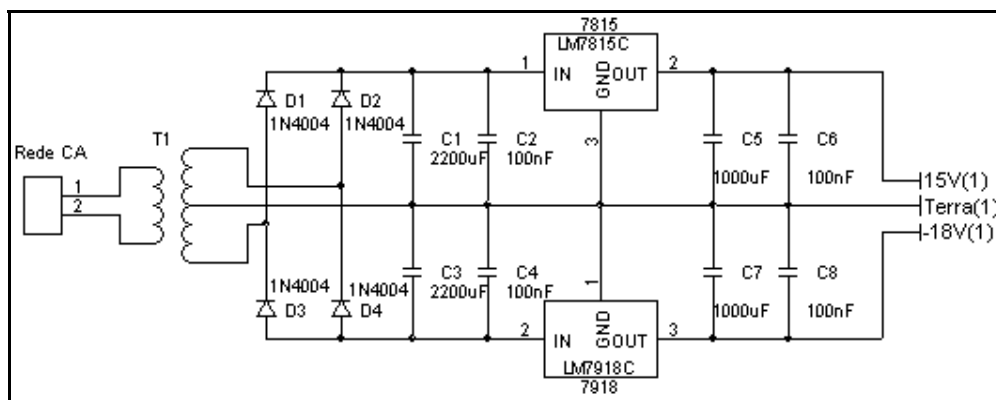 7815
LM7815C
1 IN OUT 2
GND
3
D1 D2
1N4004 1N4004
C1 C2
2200uF 100nF
C5 C6
1000uF 100nF
T1
Rede CA
1
2
15V(1)
Terra(1)
-18V(1)
1N4004 1N4004
D3 D4
C3 C4
2200uF 100nF
C7 C8
1000uF 100nF
1
GND
2 IN OUT 3
LM7918C
7918